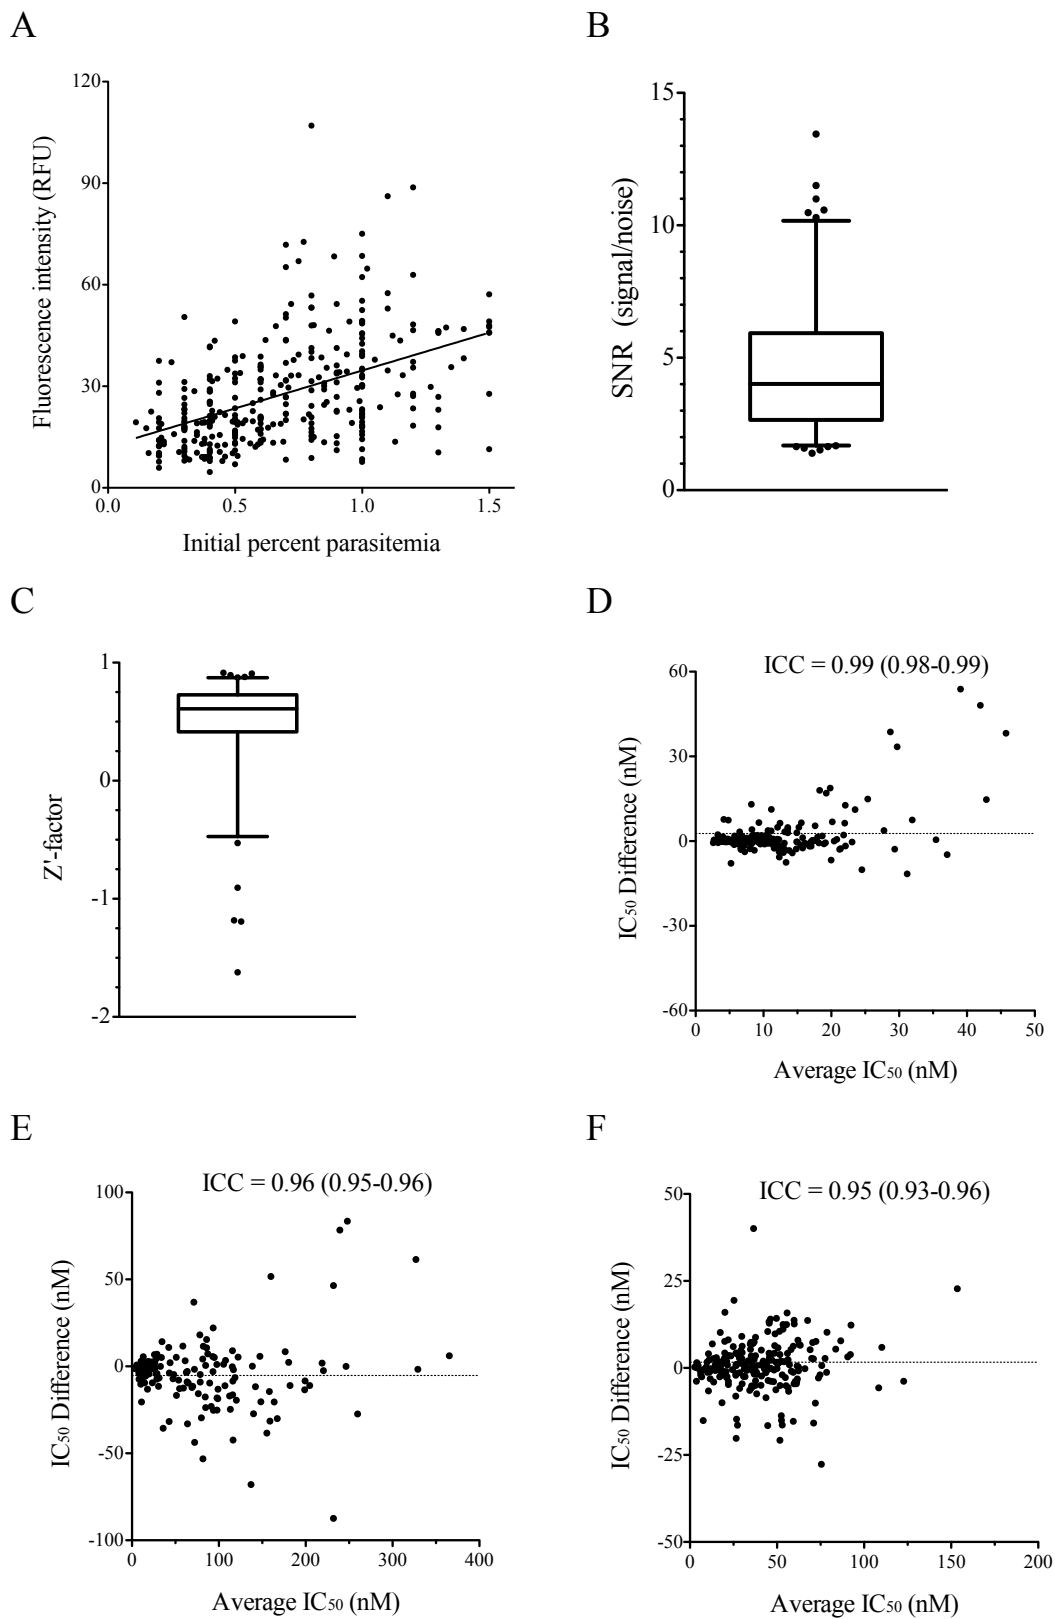 A
120
90
60
30
0
Fluorescence intensity (RFU)
0.0 0.5 1.0 1.5
Initial percent parasitemia
B
15
10
5
0
SNR (signal/noise)
C
1
0
-1
-2
Z'-factor
D
ICC = 0.99 (0.98-0.99)
60
30
0
-30
-60
IC50 Difference (nM)
0 10 20 30 40 50
Average IC50 (nM)
E
ICC = 0.96 (0.95-0.96)
100
50
0
-50
-100
IC50 Difference (nM)
0 100 200 300 400
Average IC50 (nM)
F
ICC = 0.95 (0.93-0.96)
50
25
0
-25
-50
IC50 Difference (nM)
0 50 100 150 200
Average IC50 (nM)